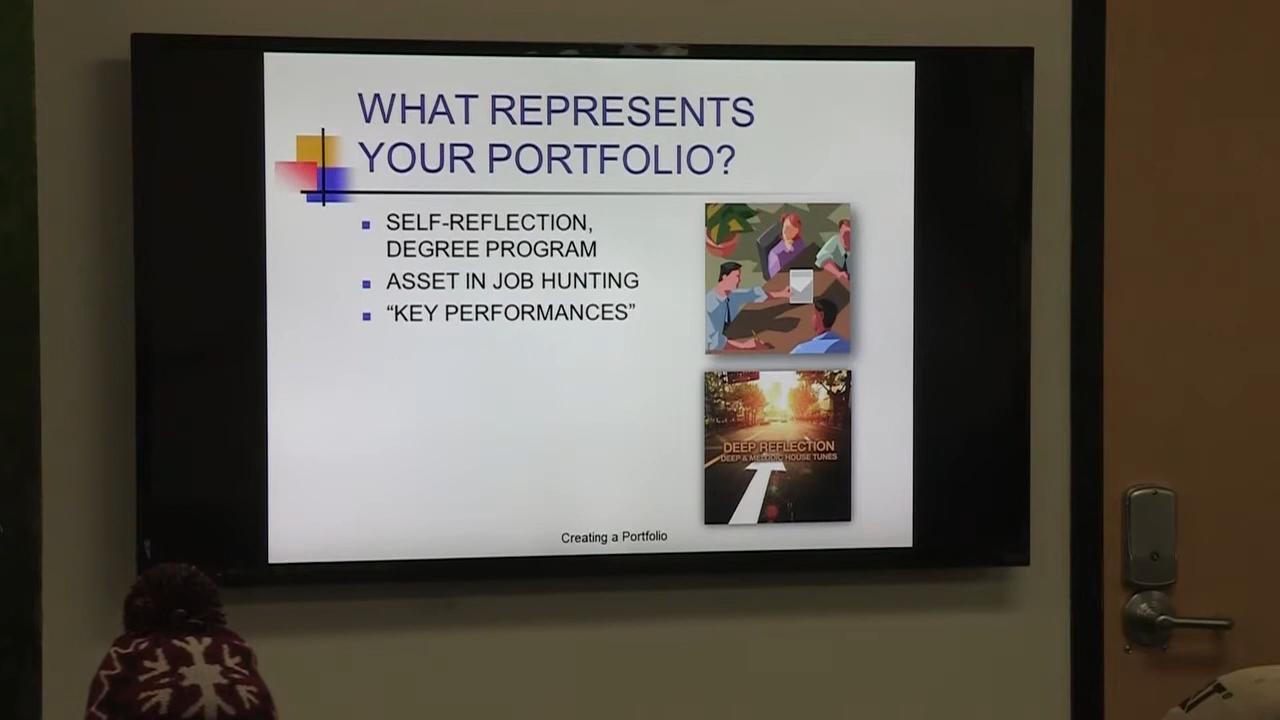 WHAT REPRESENTS
YOUR PORTFOLIO?
SELF-REFLECTION,
DEGREE PROGRAM
ASSET IN JOB HUNTING
“KEY PERFORMANCES”
DEEP REFLECTION
DEEP & MELODIC HOUSE TUNES
Creating a Portfolio